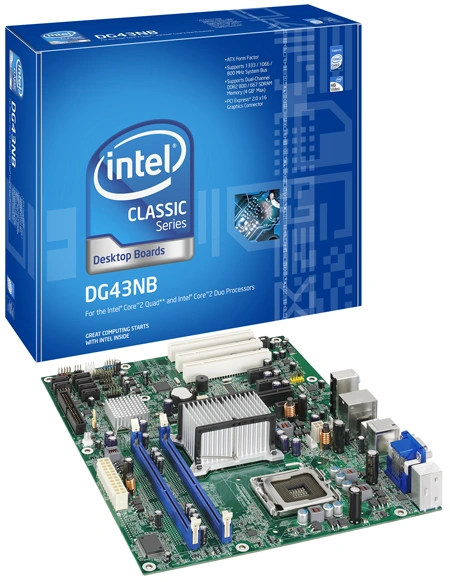 •ATX Form Factor
•Supports 1333 / 1066 /
800 MHz System Bus
•Supports Dual-Channel
DDR2 800 / 667 SDRAM
Memory (4 GB* Max)
•PCI Express* 2.0 x16
Graphics Connector
DG43NB
intel
CLASSIC
Series
Desktop Boards
DG43NB
For the Intel® Core™2 Quad** and Intel® Core™2 Duo Processors
GREAT COMPUTING STARTS
WITH INTEL INSIDE